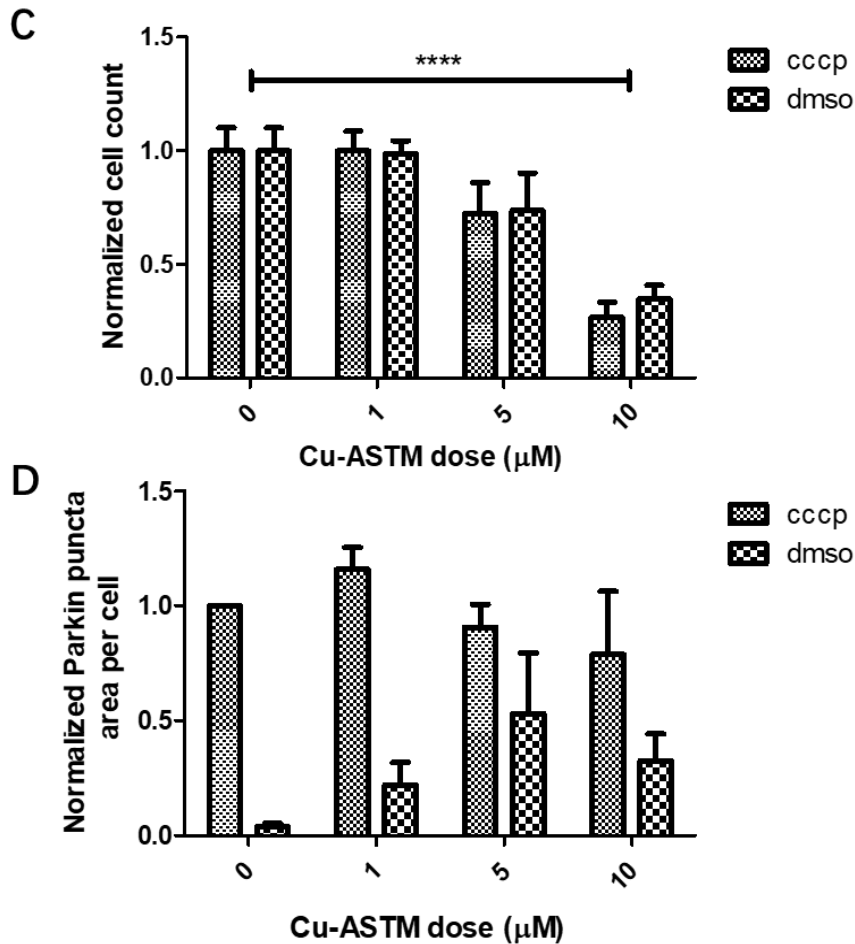 C
Normalized cell count
1.5
1.0
0.5
0.0
****
cccp
dmso
0
1
5
10
Cu-ASTM dose (µM)
D
Normalized Parkin puncta
area per cell
1.5
1.0
0.5
0.0
cccp
dmso
0
1
5
10
Cu-ASTM dose (µM)